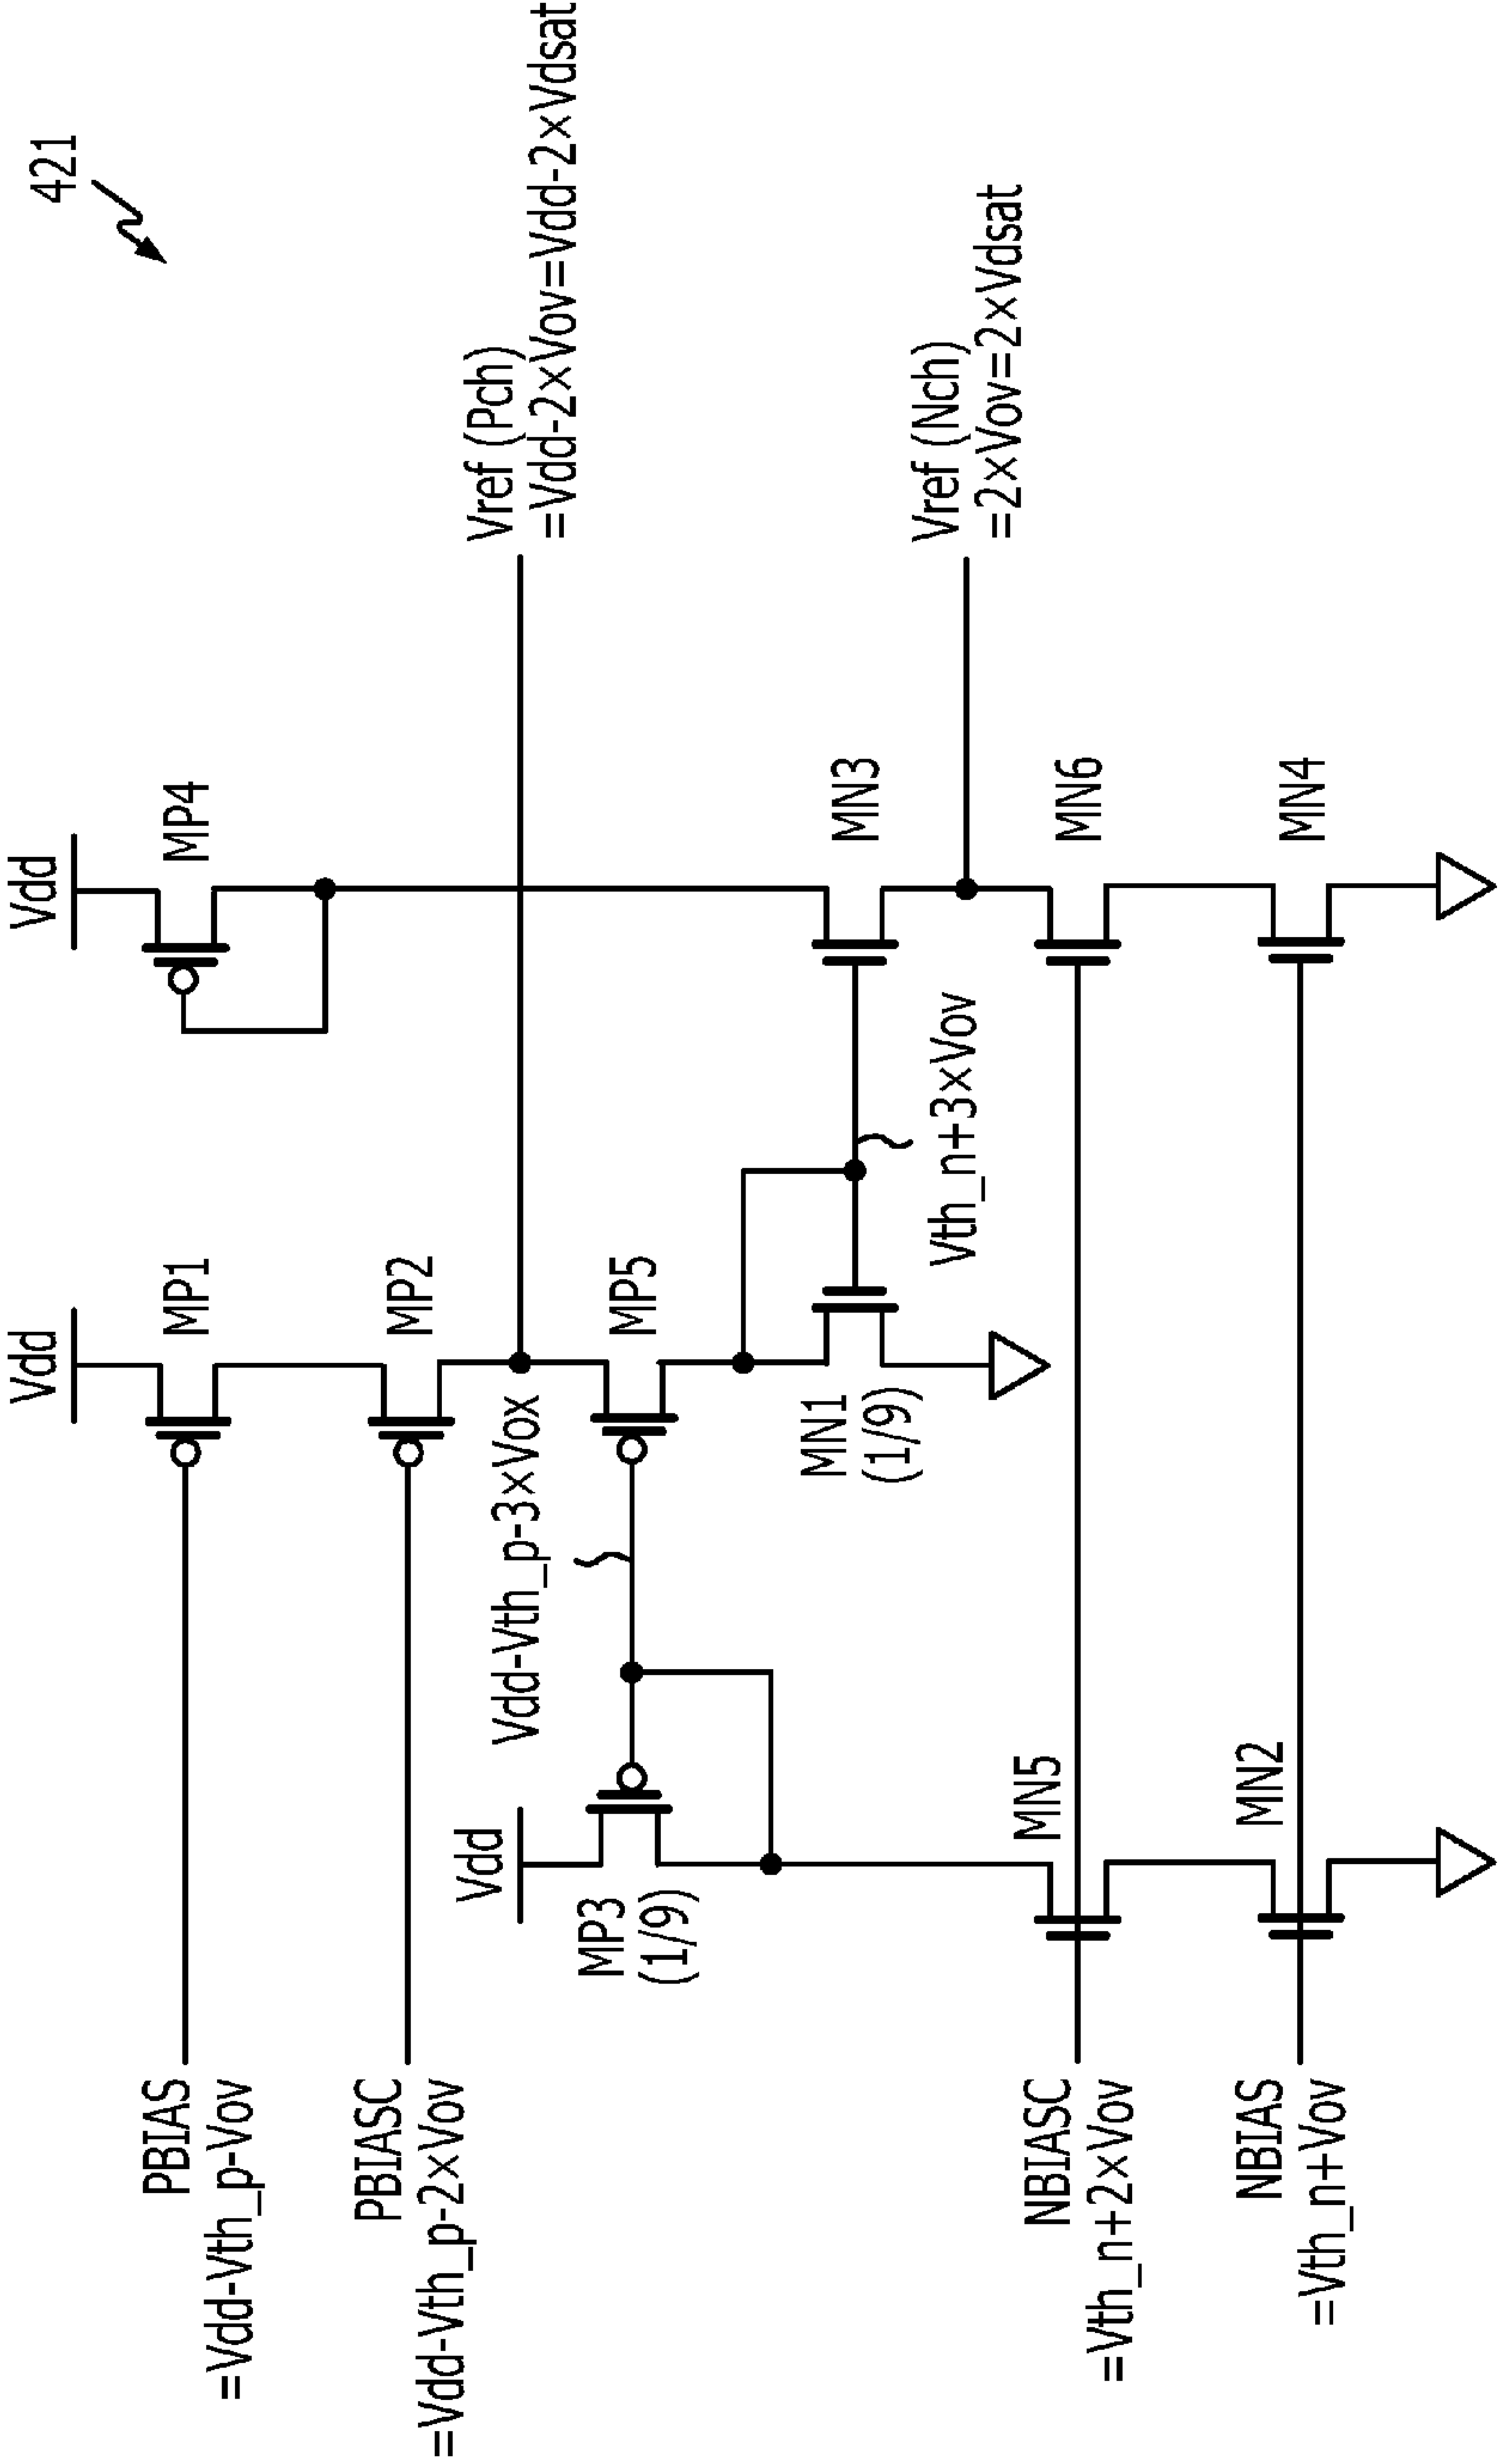 421
Vdd
Vdd
MP4
MP1
PBIAS
=Vdd-Vth_p-Vov
MP2
PBIASC
=Vdd-Vth_p-2×Vov
Vref (Pch)
=Vdd-2×Vov=Vdd-2×Vdsat
Vdd-Vth_p-3×Vox
Vdd
MP5
MP3
(1/9)
MN3
MN1
(1/9)
Vth_n+3×Vov
Vref (Nch)
=2×Vov=2×Vdsat
MN6
MN5
NBIASC
=Vth_n+2×Vov
MN4
MN2
NBIAS
=Vth_n+Vov